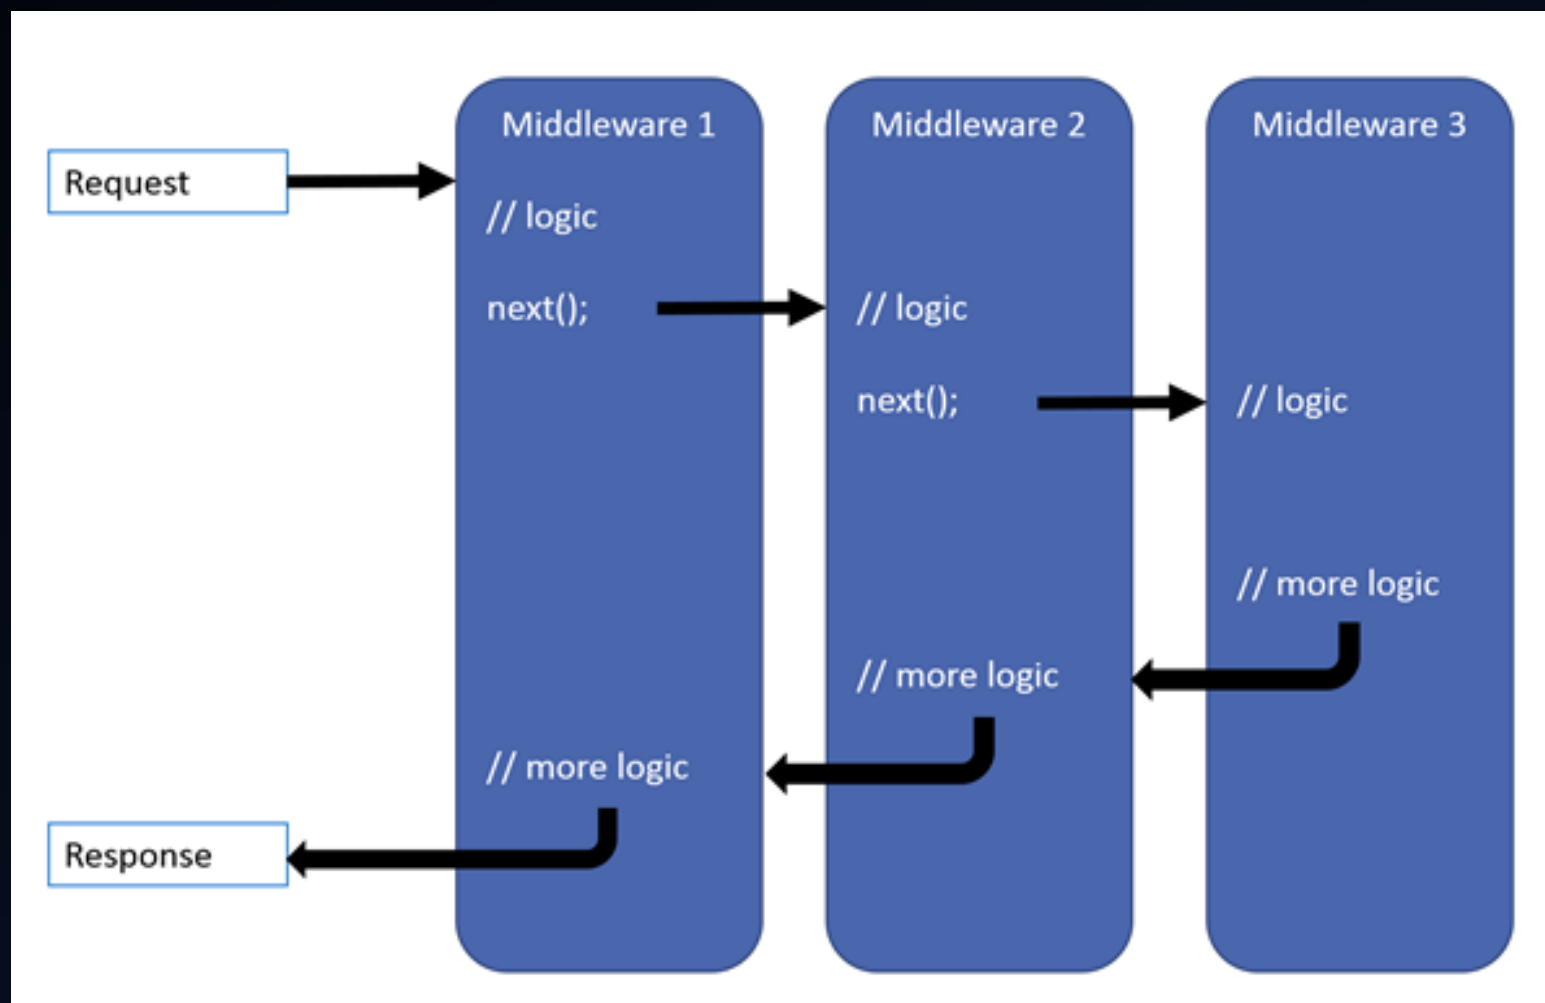 Request
Middleware 1
// logic
next();
// more logic
Middleware 2
// logic
next();
// more logic
Middleware 3
// logic
// more logic
Response